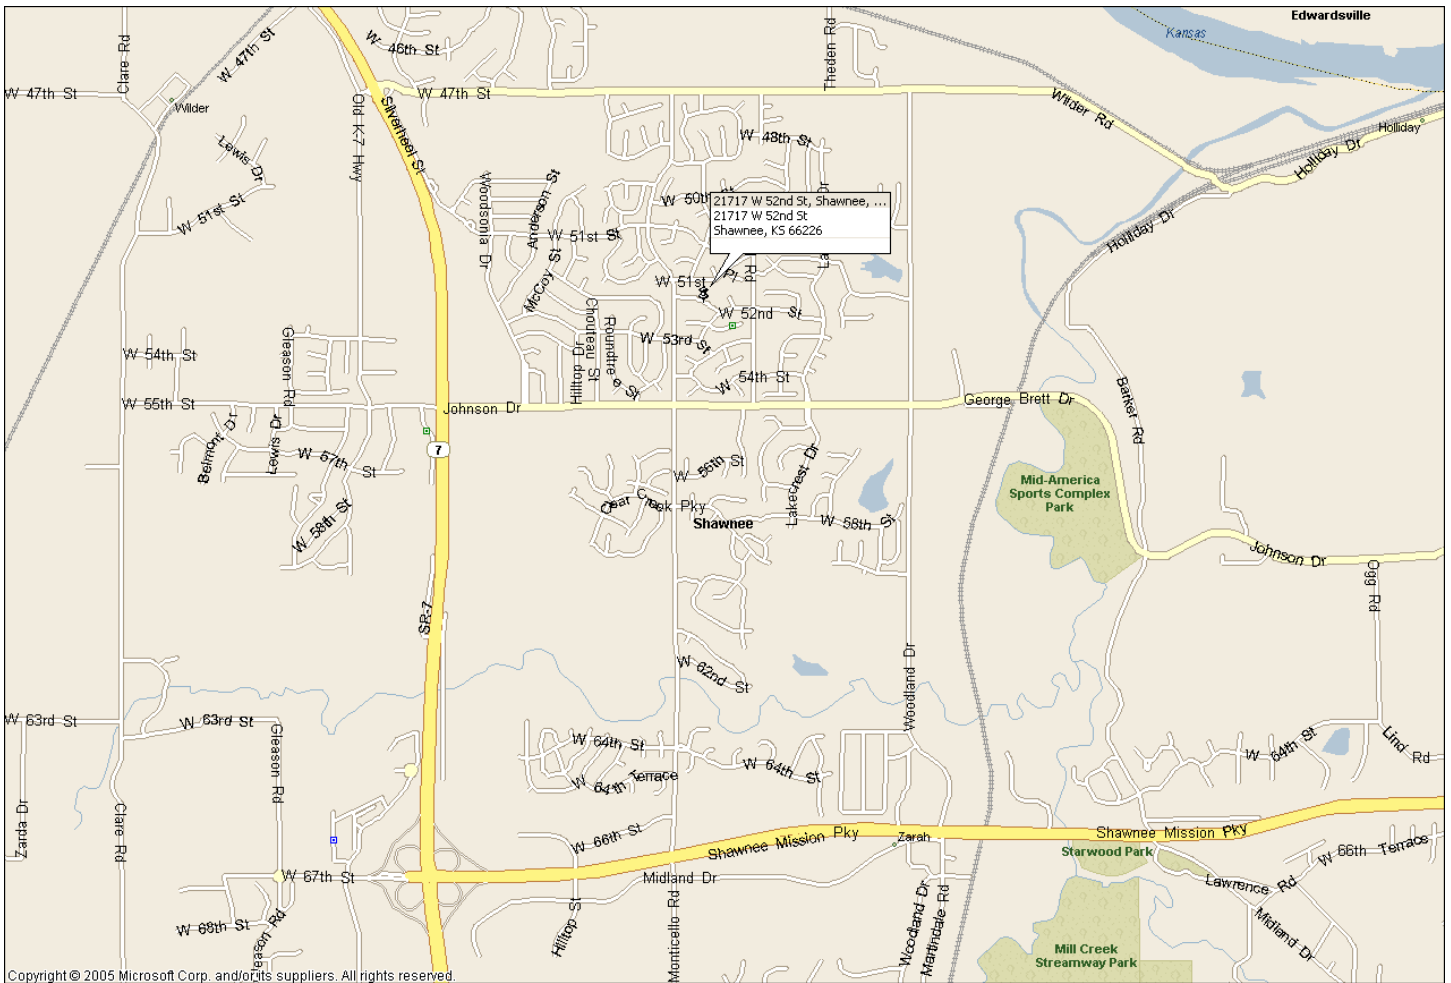 Edwardsville
Kansas
Clare Rd
W 47th St
W 46th St
Theden Rd
W 47th St
W 47th St
Wilder
Old K-7 Hwy
Silverheel St
Wilder Rd
Holliday
Holliday Dr
W 48th St
Lewis Dr
Woodsonia Dr
Anderson St
W 50th
21717 W 52nd St, Shawnee, ...
21717 W 52nd St
Shawnee, KS 66226
W 51st St
W 51st St
Holliday Dr
McCoy St
W 51st Pl
Rd
Dr
Chouteau St
W 52nd St
Roundtree St
W 53rd St
Gleason Rd
Hilltop Dr
W 54th St
W 54th St
Barker Rd
W 55th St
Johnson Dr
George Brett Dr
Belmont Dr
Lewis Dr
7
W 57th St
W 56th St
Lakecrest Dr
Mid-America
Sports Complex
Park
Clear Creek Pky
Shawnee
W 58th St
W 58th St
Johnson Dr
Ogg Rd
SR-7
W 62nd St
Woodland Dr
W 63rd St
W 63rd St
Gleason Rd
W 64th St
W 64th St
W 64th St
Lind Rd
W 64th Terrace
Zarda Dr
Clare Rd
W 66th St
Shawnee Mission Pky
Zarah
Shawnee Mission Pky
Starwood Park
W 66th Terrace
W 67th St
Midland Dr
Lawrence Rd
W 68th St
Gleason Rd
Hilltop St
Monticello Rd
Woodland Dr
Martindale Rd
Midland Dr
Mill Creek
Streamway Park
Copyright © 2005 Microsoft Corp. and/or its suppliers. All rights reserved.